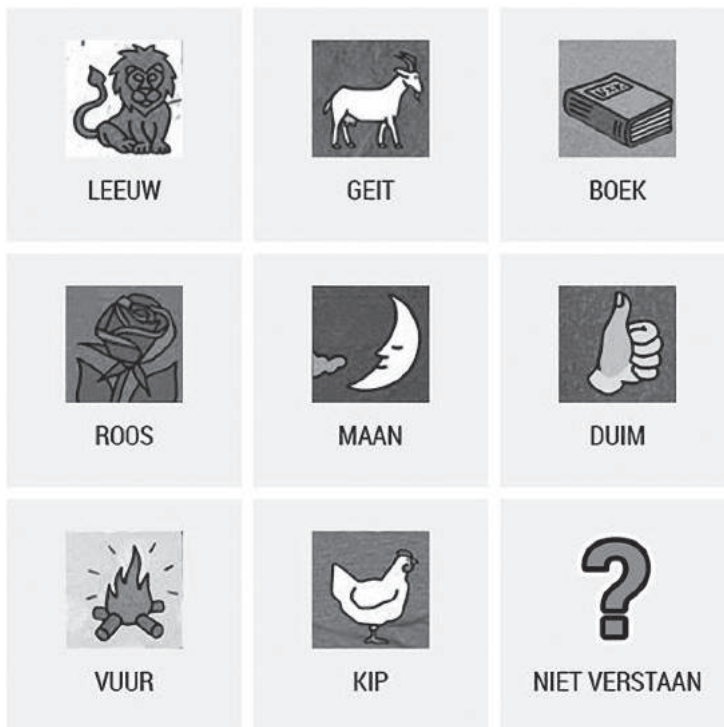 LEEUW
GEIT
BOEK
ROOS
MAAN
DUIM
VUUR
KIP
NIET VERSTAAN